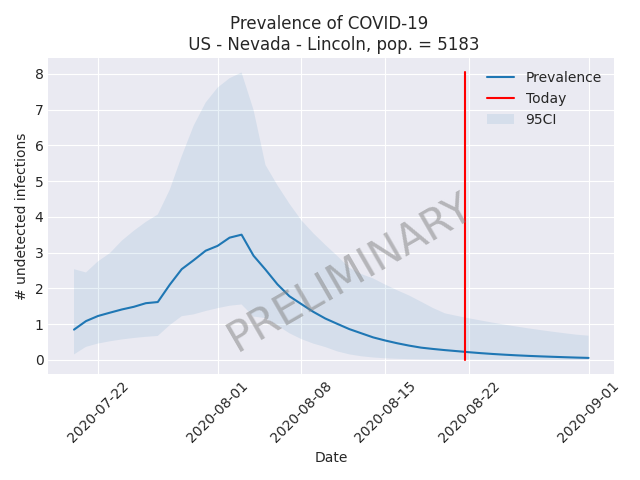 Prevalence of COVID-19
US - Nevada - Lincoln, pop. = 5183
8
7
6
5
4
3
2
1
0
# undetected infections
Prevalence
Today
95CI
PRELIMINARY
2020-07-22
2020-08-01
2020-08-08
2020-08-15
2020-08-22
2020-09-01
Date